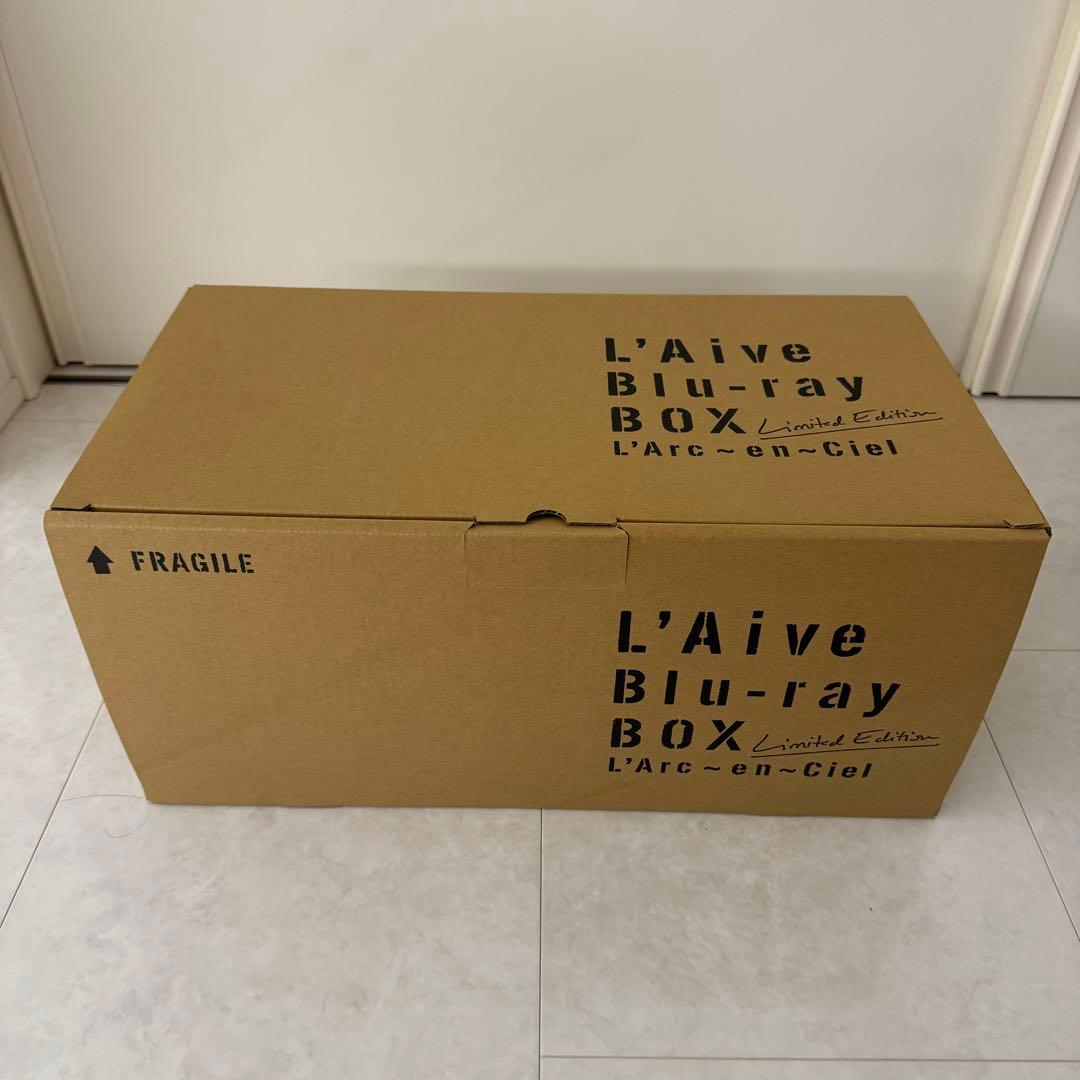 L'Aive
Blu-ray
BOX Limited Edition
L'Arc~en~Ciel
FRAGILE
L'Aive
Blu-ray
BOX Limited Edition
L'Arc~en~Ciel